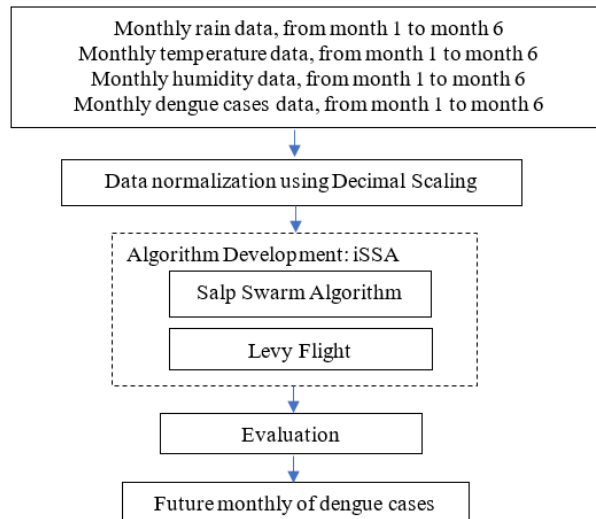 Monthly rain data, from month 1 to month 6
Monthly temperature data, from month 1 to month 6
Monthly humidity data, from month 1 to month 6
Monthly dengue cases data, from month 1 to month 6
Data normalization using Decimal Scaling
Algorithm Development: iSSA
Salp Swarm Algorithm
Levy Flight
Evaluation
Future monthly of dengue cases